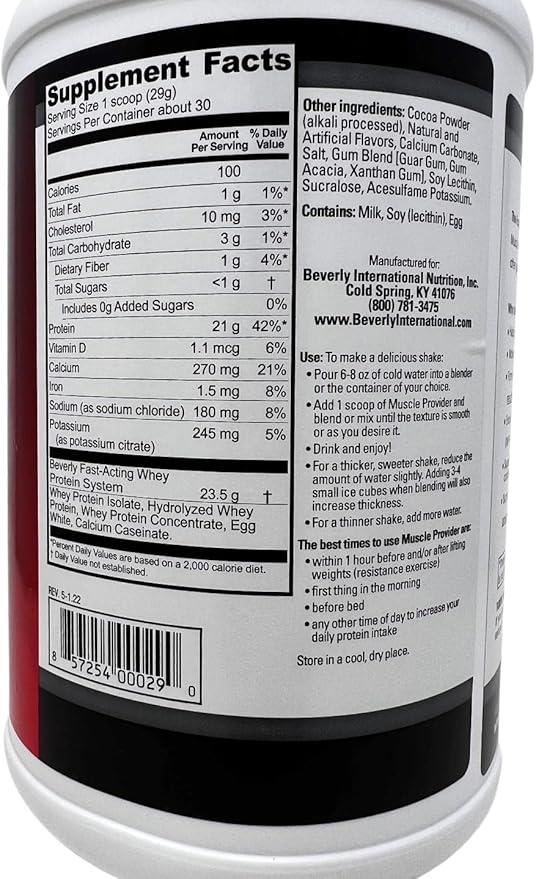 Supplement Facts
Serving Size 1 scoop (29g)
Servings Per Container about 30
Amount Per Serving % Daily Value
Calories 100
Total Fat 1 g 1%*
Cholesterol 10 mg 3%*
Total Carbohydrate 3 g 1%*
Dietary Fiber 1 g 4%*
Total Sugars <1 g †
Includes 0g Added Sugars 0%
Protein 21 g 42%*
Vitamin D 1.1 mcg 6%
Calcium 270 mg 21%
Iron 1.5 mg 8%
Sodium (as sodium chloride) 180 mg 8%
Potassium
(as potassium citrate) 245 mg 5%
Beverly Fast-Acting Whey
Protein System 23.5 g †
Whey Protein Isolate, Hydrolyzed Whey
Protein, Whey Protein Concentrate, Egg
White, Calcium Caseinate.
*Percent Daily Values are based on a 2,000 calorie diet.
† Daily Value not established.
REV. 5-1.22
8 57254 00029 0
Other ingredients: Cocoa Powder
(alkali processed), Natural and
Artificial Flavors, Calcium Carbonate,
Salt, Gum Blend [Guar Gum, Gum
Acacia, Xanthan Gum], Soy Lecithin,
Sucralose, Acesulfame Potassium.
Contains: Milk, Soy (lecithin), Egg
Manufactured for:
Beverly International Nutrition, Inc.
Cold Spring, KY 41076
(800) 781-3475
www.BeverlyInternational.com
Use: To make a delicious shake:
• Pour 6-8 oz of cold water into a blender
or the container of your choice.
• Add 1 scoop of Muscle Provider and
blend or mix until the texture is smooth
or as you desire it.
• Drink and enjoy!
• For a thicker, sweeter shake, reduce the
amount of water slightly. Adding 3-4
small ice cubes when blending will also
increase thickness.
• For a thinner shake, add more water.
The best times to use Muscle Provider are:
• within 1 hour before and/or after lifting
weights (resistance exercise)
• first thing in the morning
• before bed
• any other time of day to increase your
daily protein intake
Store in a cool, dry place.